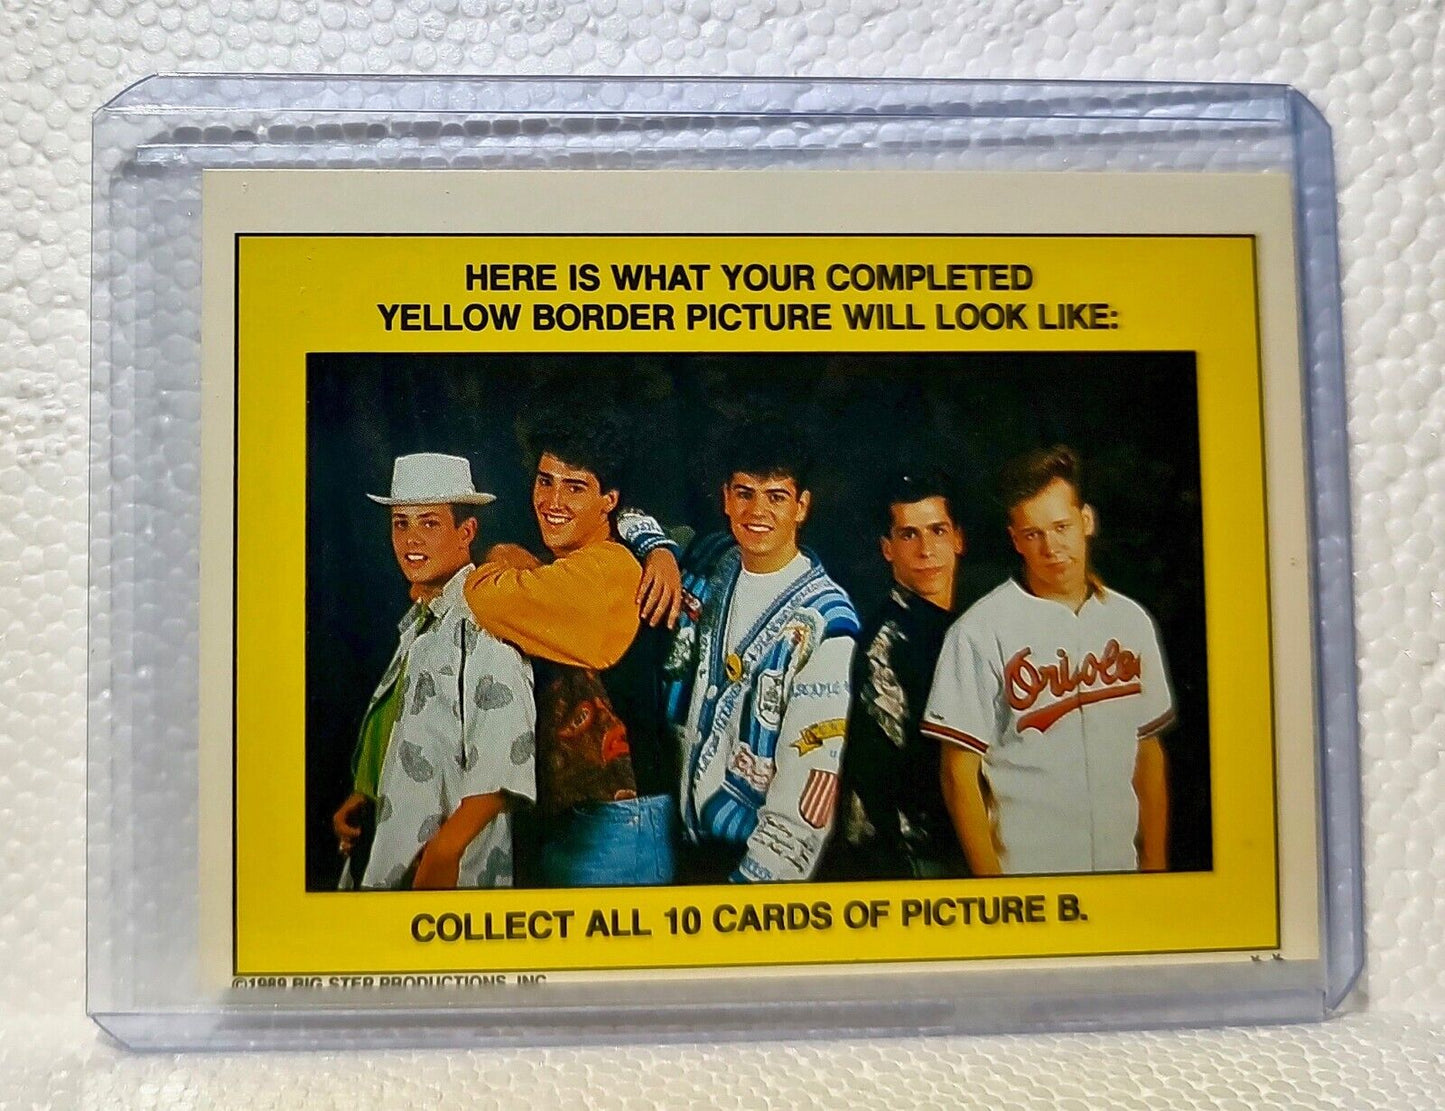 HERE IS WHAT YOUR COMPLETED
YELLOW BORDER PICTURE WILL LOOK LIKE:
Orioles
COLLECT ALL 10 CARDS OF PICTURE B.
©1989 BIG STEP PRODUCTIONS, INC.
* *